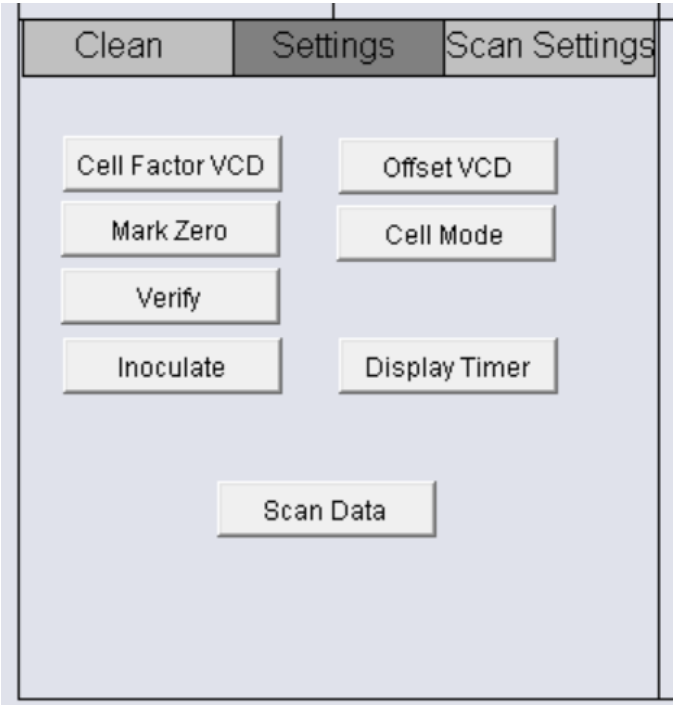 Clean
Settings
Scan Settings
Cell Factor VCD
Offset VCD
Mark Zero
Cell Mode
Verify
Inoculate
Display Timer
Scan Data